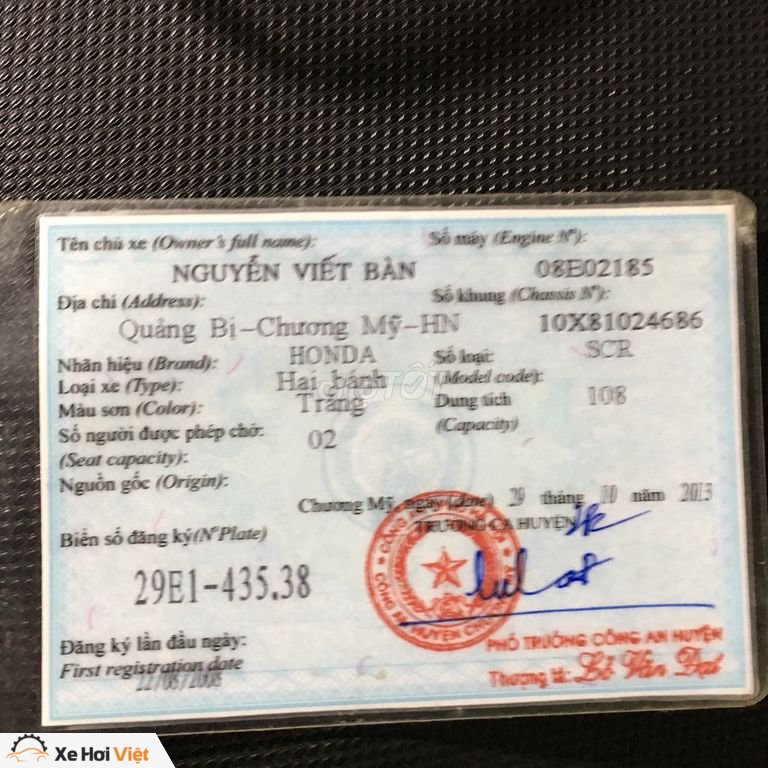 Tên chủ xe (Owner's full name):
NGUYỄN VIẾT BẢN
Số máy (Engine N°):
08E02185
Địa chỉ (Address):
Quảng Bị-Chương Mỹ-HN
Số khung (Chassis N°):
10X81024686
Nhãn hiệu (Brand): HONDA
Số loại: SCR
Loại xe (Type): Hai bánh
(Model code):
Màu sơn (Color): Trắng
Dung tích 108
(Capacity)
Số người được phép chở: 02
(Seat capacity):
Nguồn gốc (Origin):
Chương Mỹ, ngày (date) 29 tháng 10 năm 2013
TRƯỞNG CA HUYỆN
Biển số đăng ký(N°Plate)
29E1-435.38
PHÓ TRƯỞNG CÔNG AN HUYỆN
Thượng tá: Lê Văn Đạt
Đăng ký lần đầu ngày:
First registration date
22/08/2008
CHỢ TỐT
Xe Hơi Việt